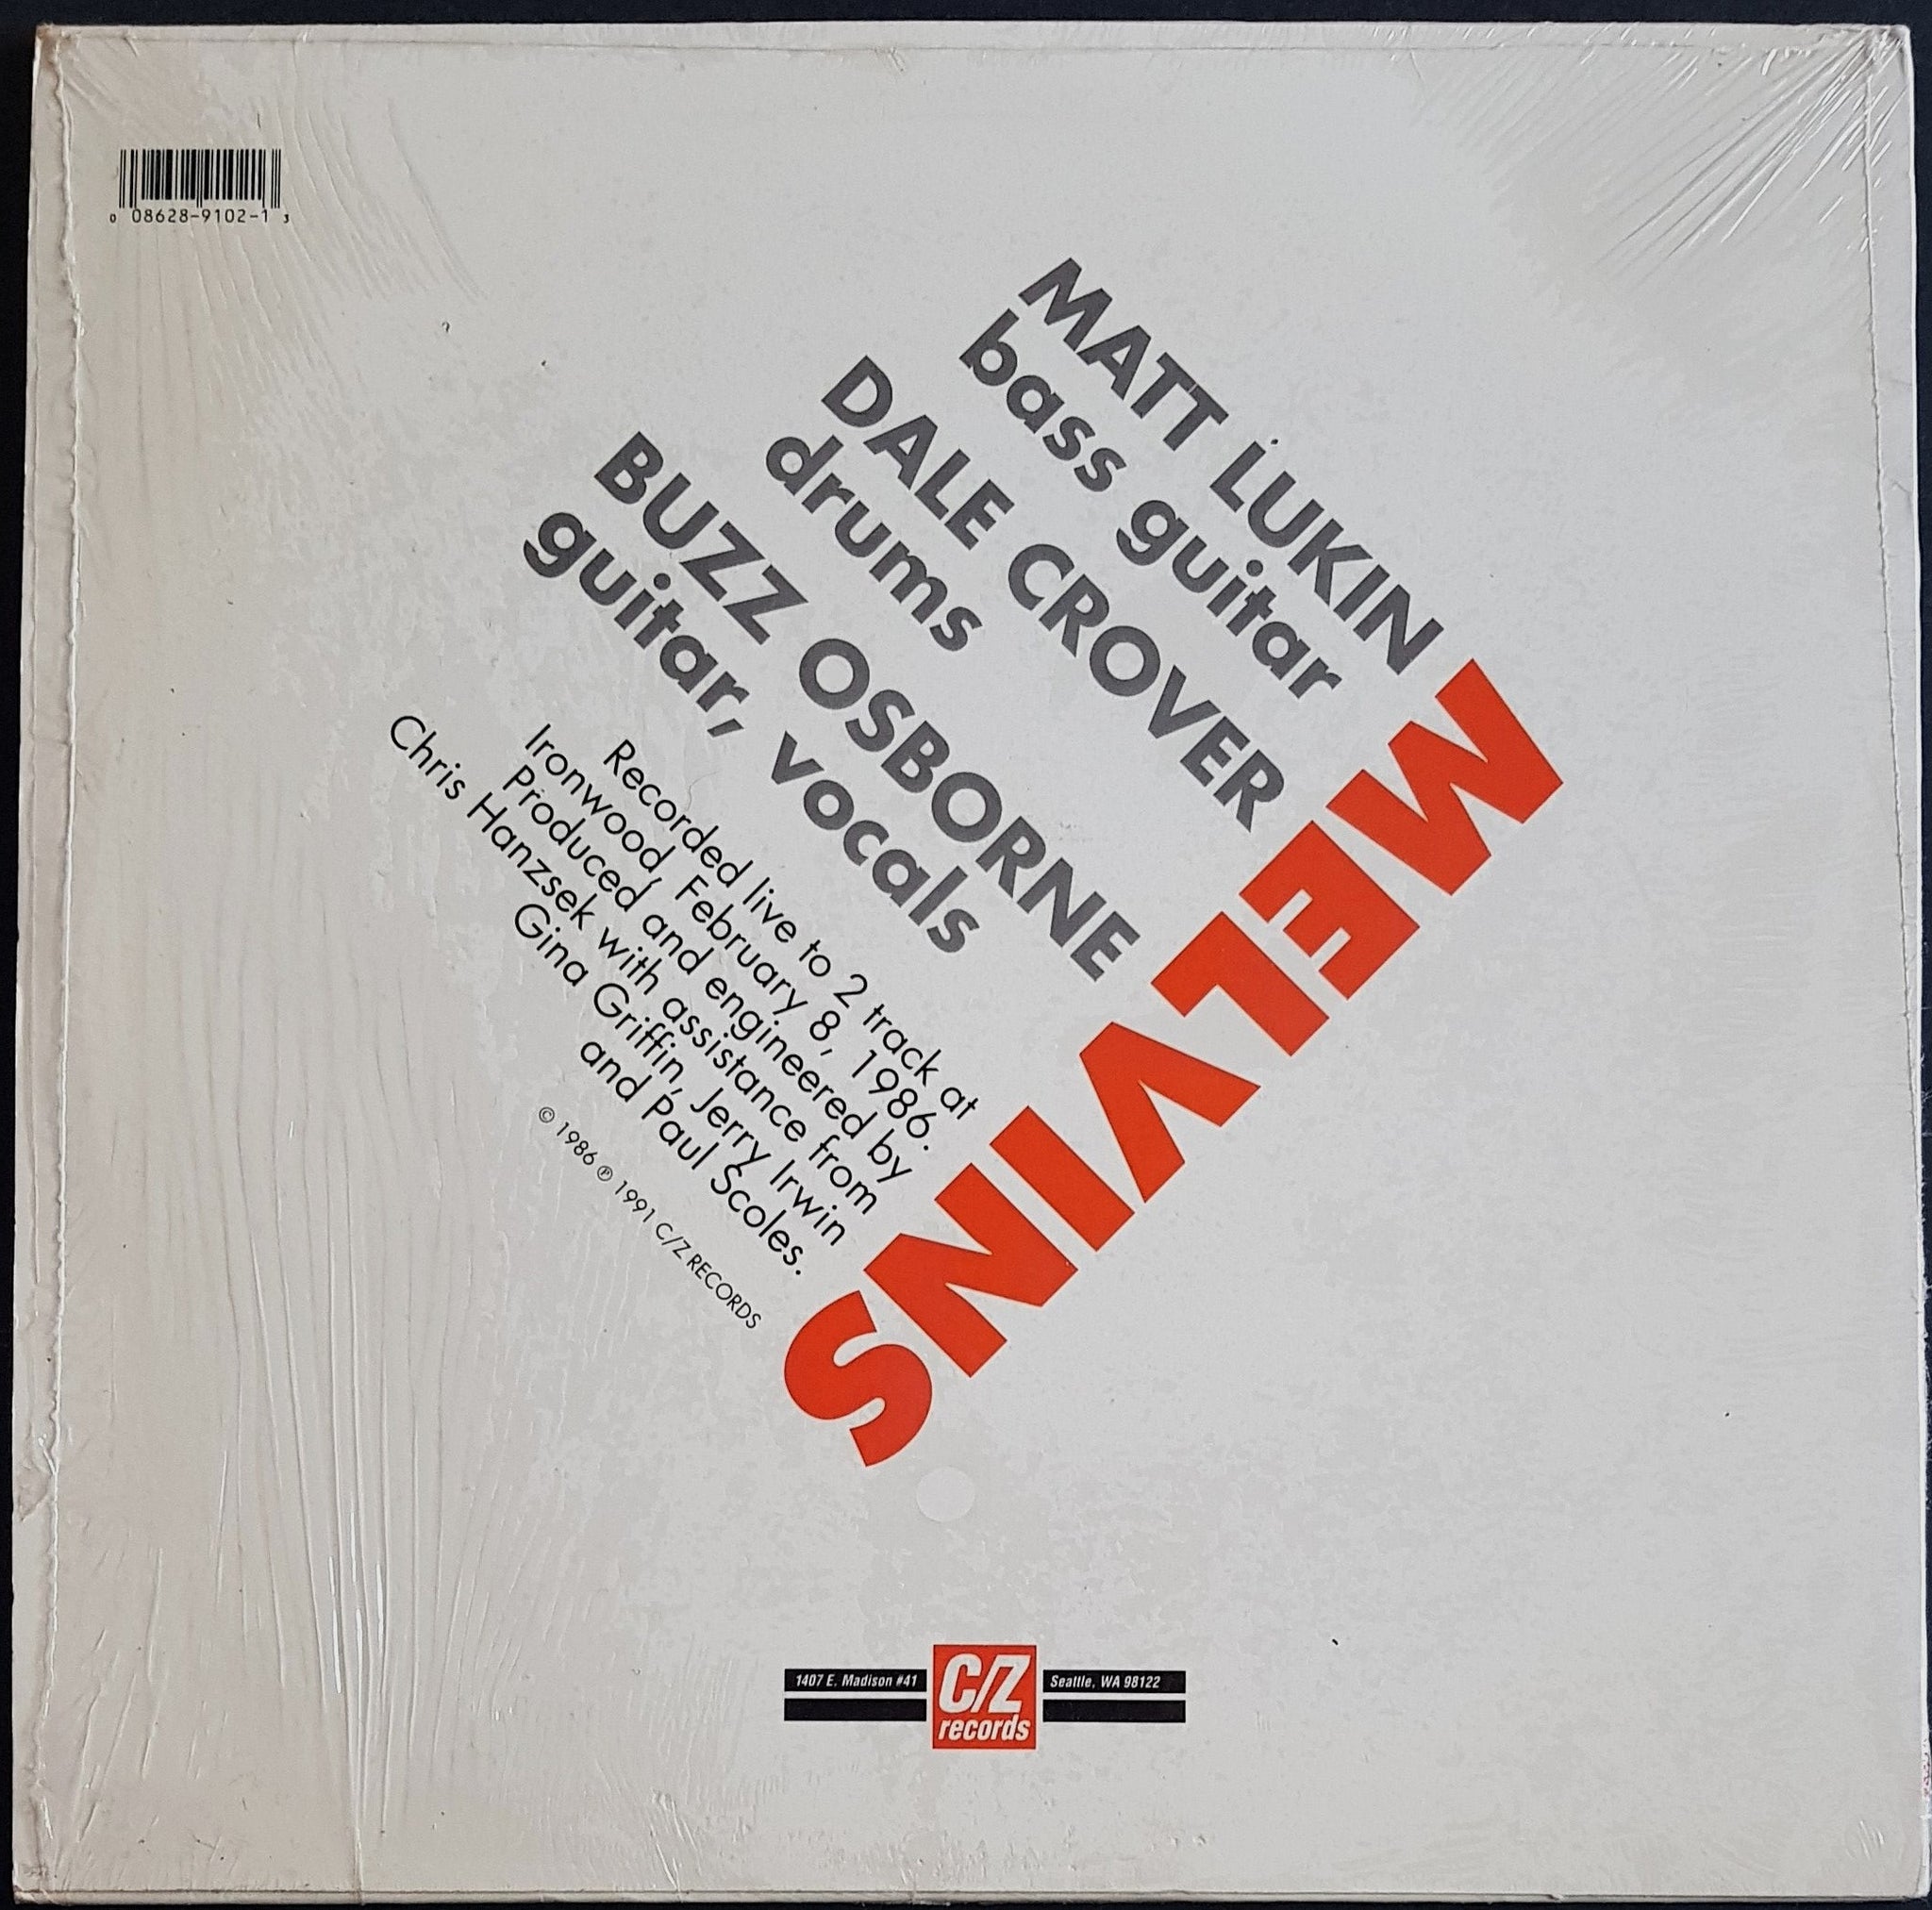 0 08628-9102-1 3
MATT LUKIN
bass guitar
DALE CROVER
drums
BUZZ OSBORNE
guitar, vocals
MELVINS
Recorded live to 2 track at
Ironwood, February 8, 1986.
Produced and engineered by
Chris Hanzsek with assistance from
Gina Griffin, Jerry Irwin
and Paul Scoles.
© 1986 ℗ 1991 C/Z RECORDS
1407 E. Madison #41
C/Z
records
Seattle, WA 98122